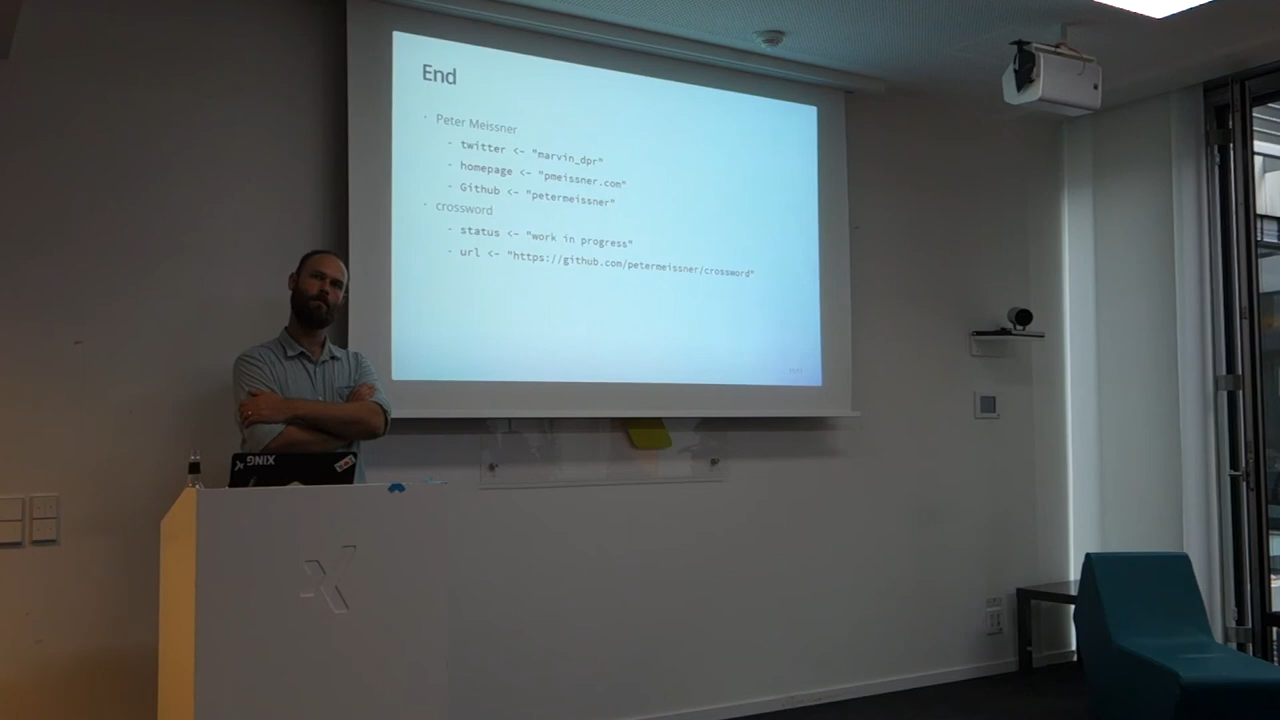 End
· Peter Meissner
- twitter <- "marvin_dpr"
- homepage <- "pmeissner.com"
- Github <- "petermeissner"
· crossword
- status <- "work in progress"
- url <- "https://github.com/petermeissner/crossword"
XING